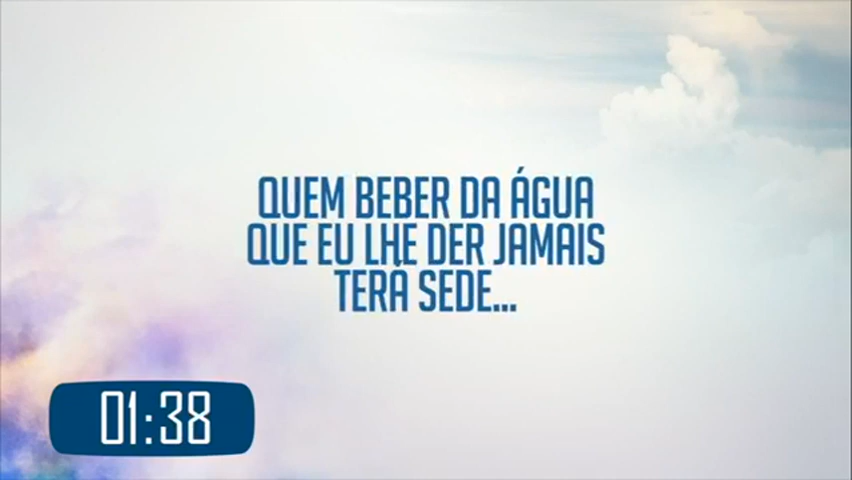 QUEM BEBER DA ÁGUA
QUE EU LHE DER JAMAIS
TERÁ SEDE...
01:38